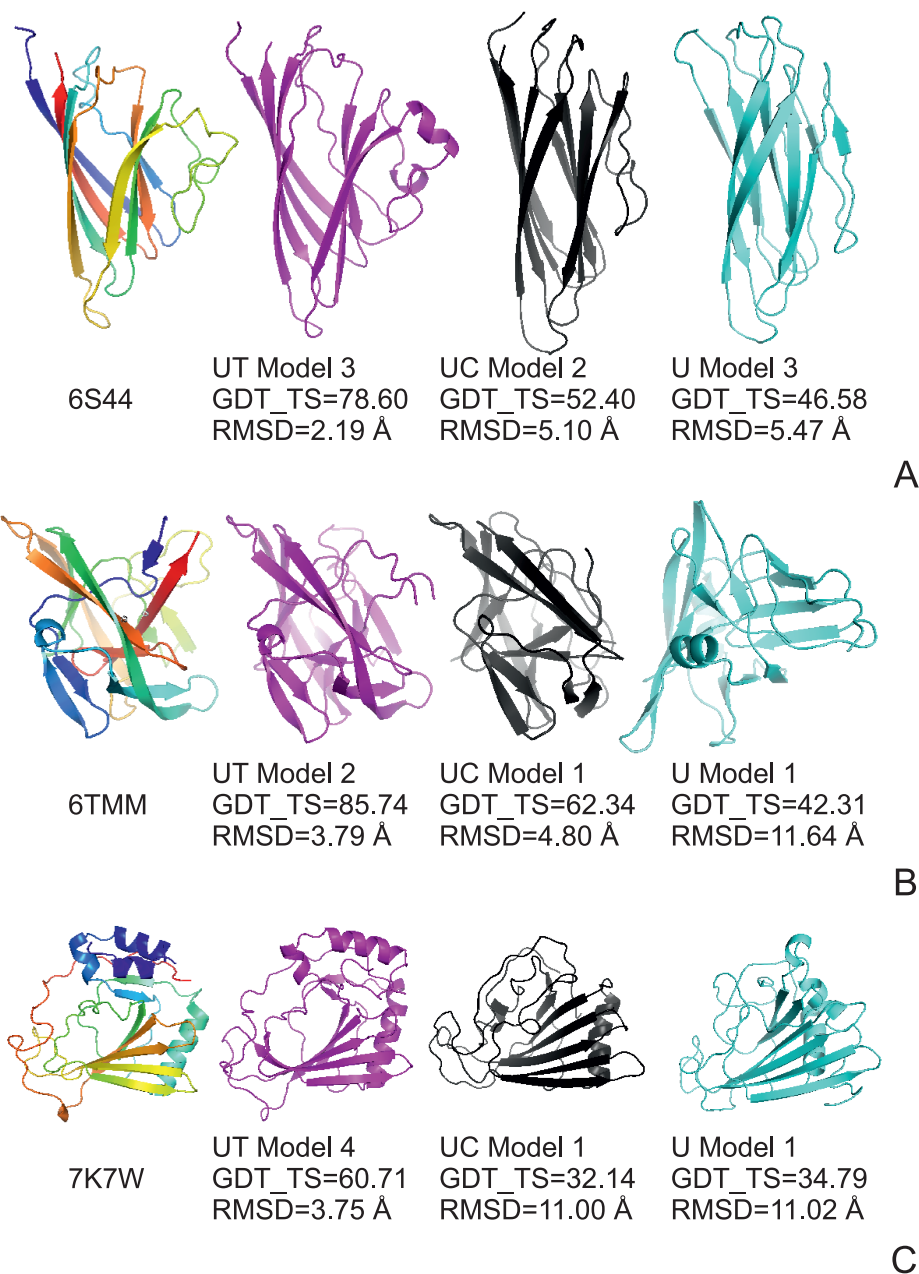 6S44
UT Model 3
GDT_TS=78.60
RMSD=2.19 Å
UC Model 2
GDT_TS=52.40
RMSD=5.10 Å
U Model 3
GDT_TS=46.58
RMSD=5.47 Å
A
6TMM
UT Model 2
GDT_TS=85.74
RMSD=3.79 Å
UC Model 1
GDT_TS=62.34
RMSD=4.80 Å
U Model 1
GDT_TS=42.31
RMSD=11.64 Å
B
7K7W
UT Model 4
GDT_TS=60.71
RMSD=3.75 Å
UC Model 1
GDT_TS=32.14
RMSD=11.00 Å
U Model 1
GDT_TS=34.79
RMSD=11.02 Å
C